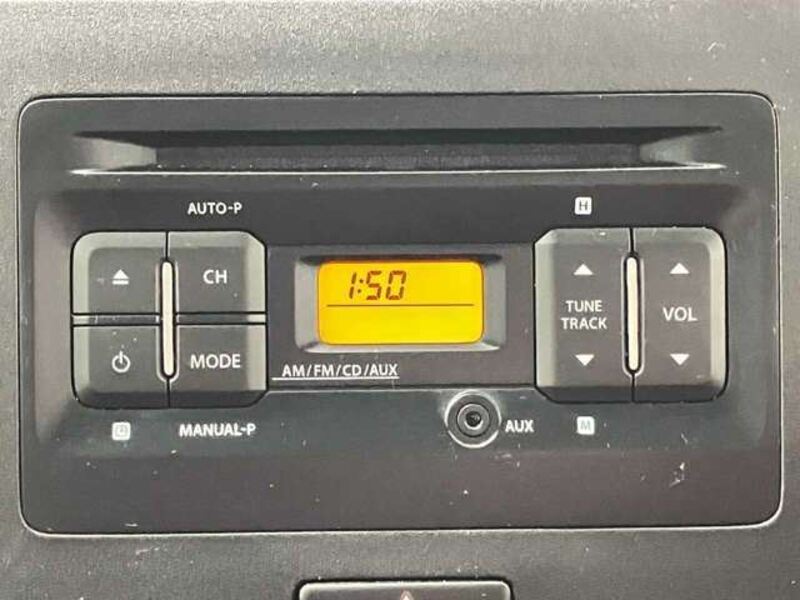 AUTO-P
H
CH
1:50
TUNE
TRACK
VOL
MODE
AM/FM/CD/AUX
MANUAL-P
AUX
M